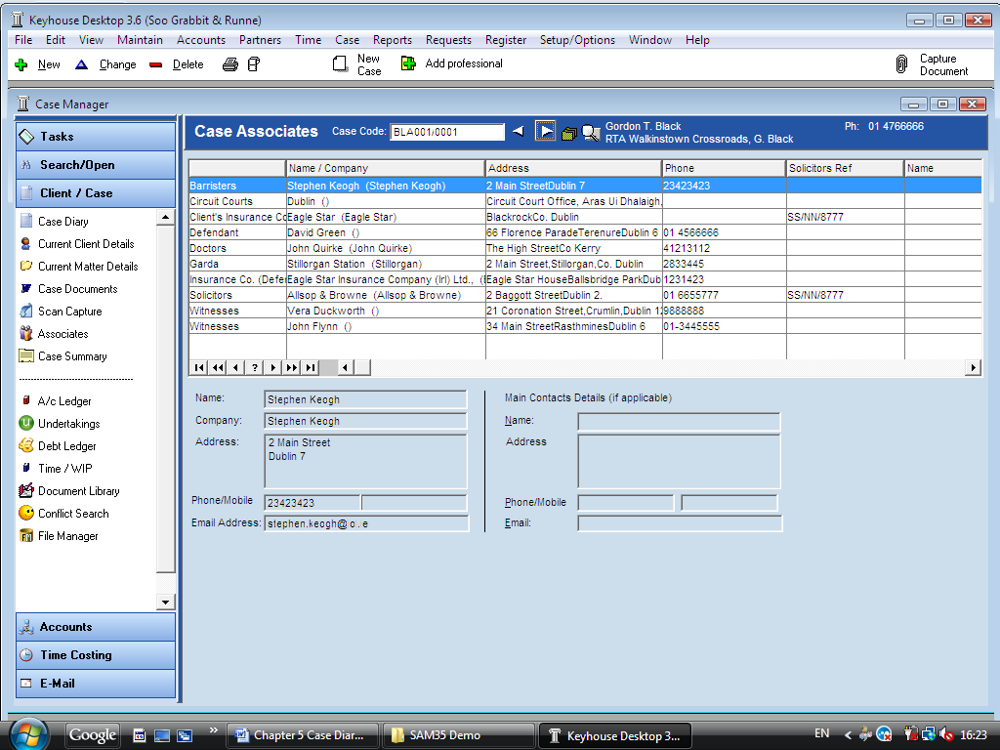 Keyhouse Desktop 3.6 (Soo Grabbit & Runne)
File Edit View Maintain Accounts Partners Time Case Reports Requests Register Setup/Options Window Help
New Change Delete New Case Add professional Capture Document
Case Manager
Tasks
Search/Open
Client / Case
Case Diary
Current Client Details
Current Matter Details
Case Documents
Scan Capture
Associates
Case Summary
A/c Ledger
Undertakings
Debt Ledger
Time / WIP
Document Library
Conflict Search
File Manager
Accounts
Time Costing
E-Mail
Case Associates Case Code: BLA001/0001 Gordon T. Black Ph: 01 4766666
RTA Walkinstown Crossroads, G. Black
Name / Company Address Phone Solicitors Ref Name
Barristers Stephen Keogh (Stephen Keogh) 2 Main StreetDublin 7 23423423
Circuit Courts Dublin () Circuit Court Office, Aras Ui Dhalaigh,
Client's Insurance Co Eagle Star (Eagle Star) BlackrockCo. Dublin SS/NN/8777
Defendant David Green () 66 Florence ParadeTerenureDublin 6 01 4566666
Doctors John Quirke (John Quirke) The High StreetCo Kerry 41213112
Garda Stillorgan Station (Stillorgan) 2 Main Street,Stillorgan,Co. Dublin 2833445
Insurance Co. (Defer Eagle Star Insurance Company (Irl) Ltd., ( Eagle Star HouseBallsbridge ParkDub 1231423
Solicitors Allsop & Browne (Allsop & Browne) 2 Baggott StreetDublin 2. 01 6655777 SS/NN/8777
Witnesses Vera Duckworth () 21 Coronation Street,Crumlin,Dublin 12 9888888
Witnesses John Flynn () 34 Main StreetRasthminesDublin 6 01-3445555
?
Name: Stephen Keogh
Company: Stephen Keogh
Address: 2 Main Street
Dublin 7
Phone/Mobile 23423423
Email Address: stephen.keogh@
Main Contacts Details (if applicable)
Name:
Address
Phone/Mobile
Email:
Google » Chapter 5 Case Diar... SAM35 Demo Keyhouse Desktop 3... EN < 16:23